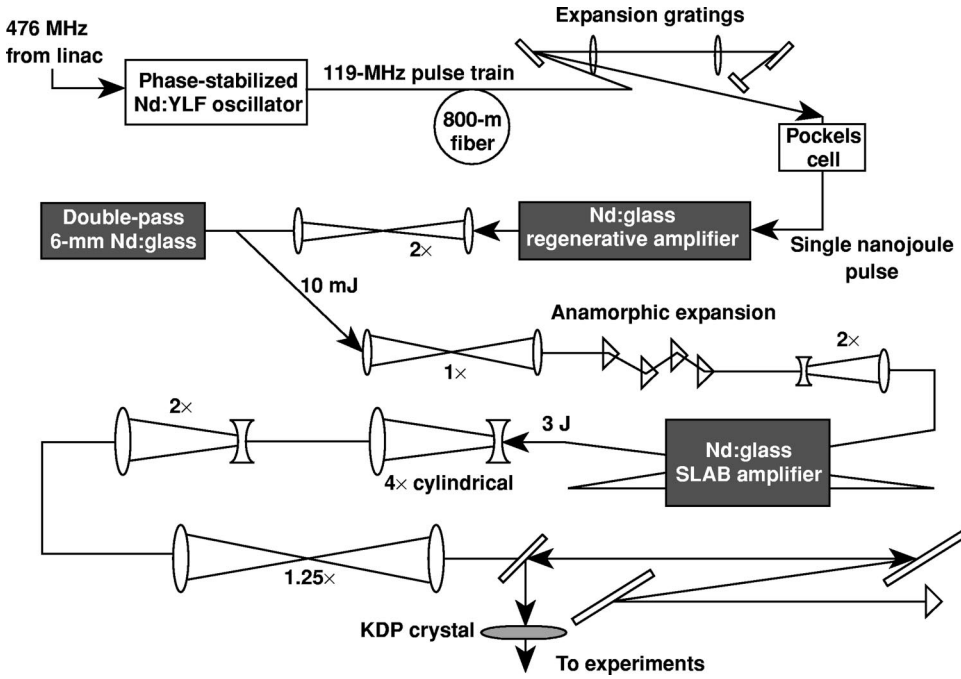 Expansion gratings
476 MHz
from linac
Phase-stabilized
Nd:YLF oscillator
119-MHz pulse train
800-m
fiber
Pockels
cell
Double-pass
6-mm Nd:glass
2×
Nd:glass
regenerative amplifier
Single nanojoule
pulse
10 mJ
Anamorphic expansion
1×
2×
2×
4× cylindrical
3 J
Nd:glass
SLAB amplifier
1.25×
KDP crystal
To experiments